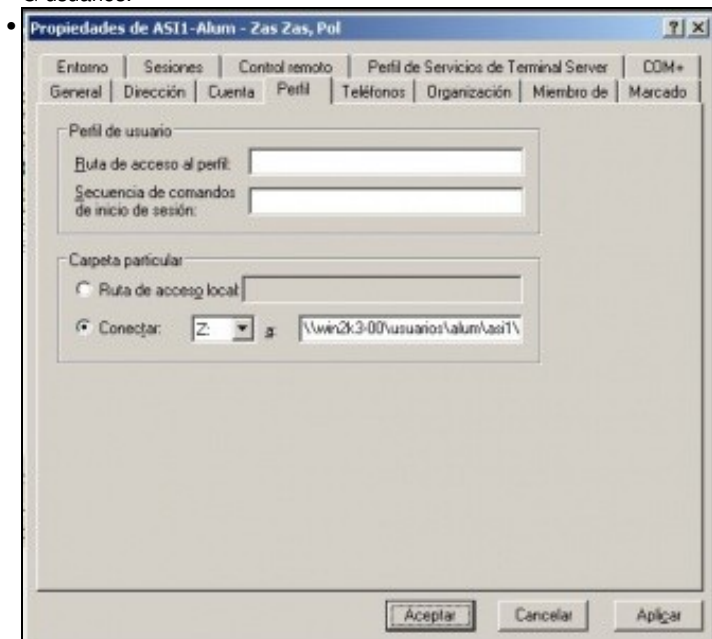 Propiedades de ASI1-Alum - Zas Zas, Pol
Entorno Sesiones Control remoto Perfil de Servicios de Terminal Server COM+
General Dirección Cuenta Perfil Teléfonos Organización Miembro de Marcado
Perfil de usuario
Ruta de acceso al perfil:
Secuencia de comandos
de inicio de sesión:
Carpeta particular
Ruta de acceso local:
Conectar: Z: a: \\win2k3-00\usuarios\alum\asi1\
Aceptar Cancelar Aplicar